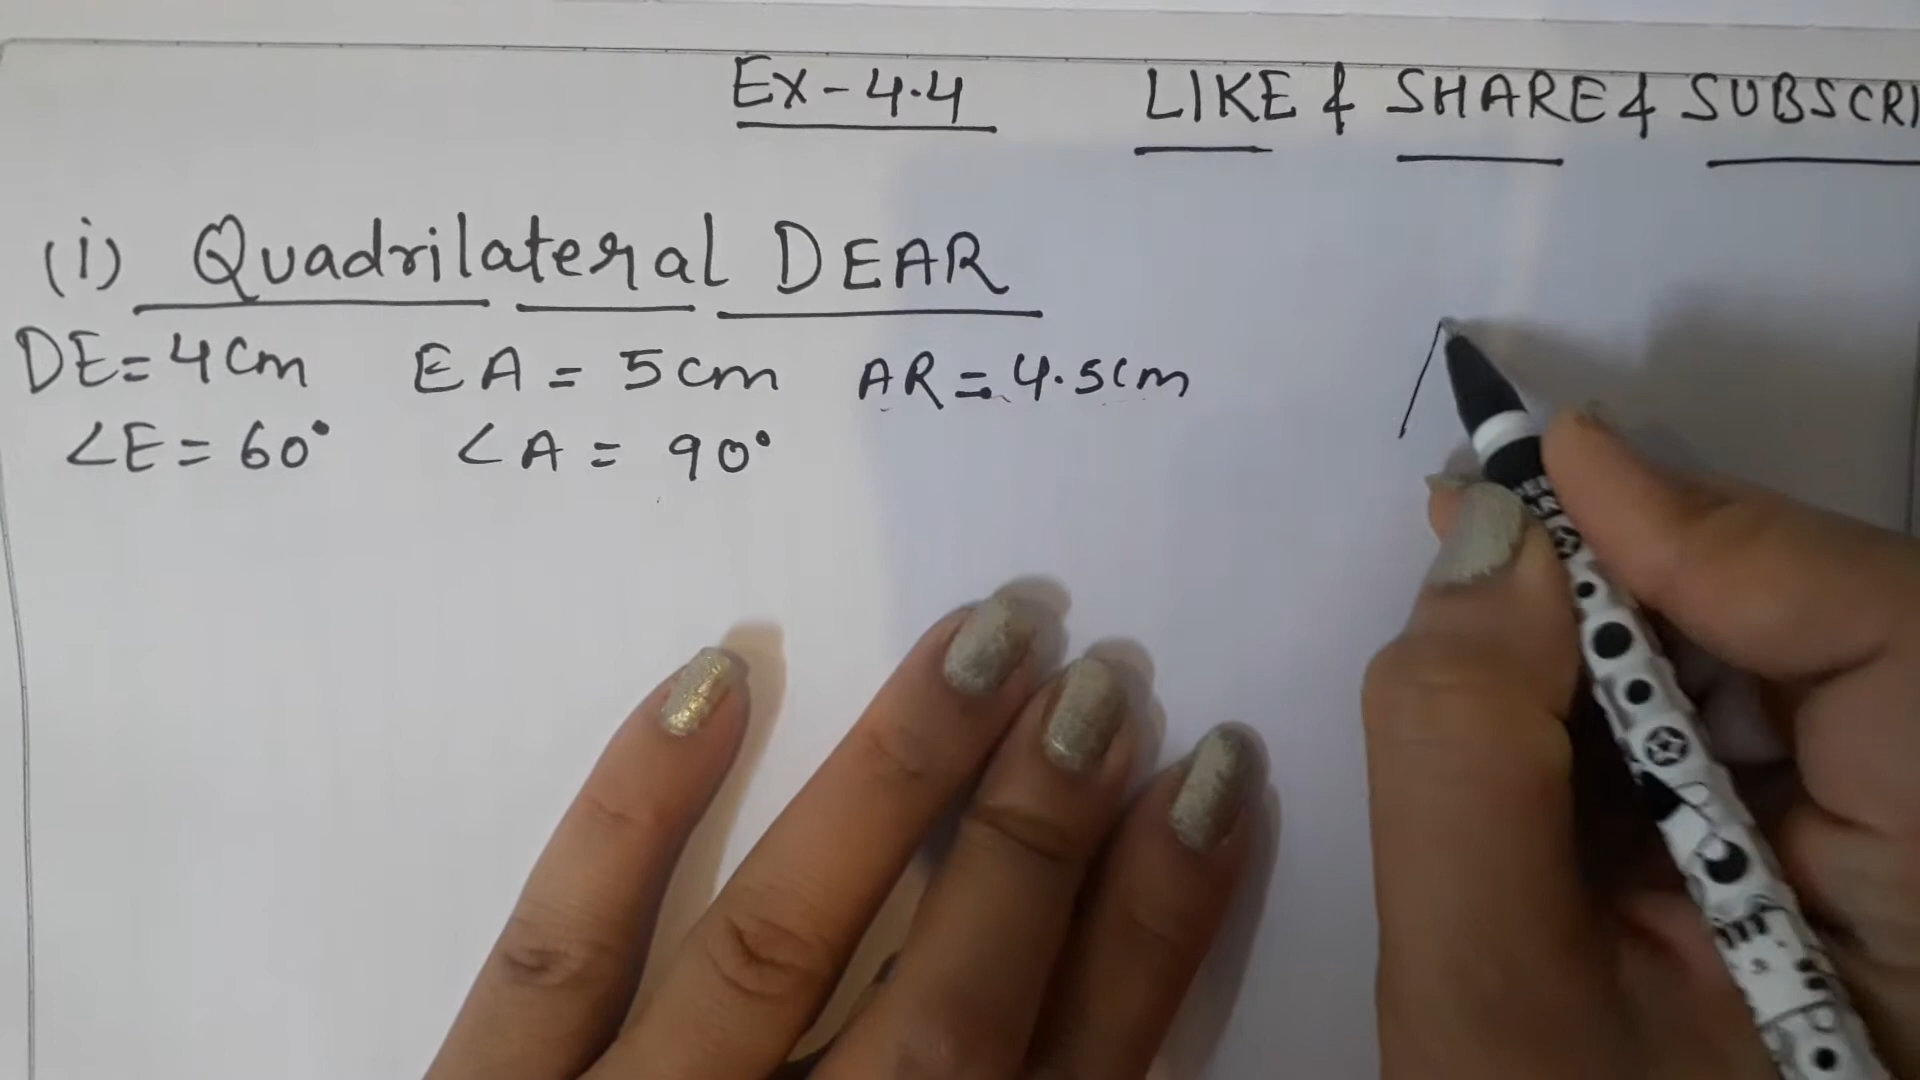 Ex-4.4 LIKE & SHARE & SUBSCRI
(i) Quadrilateral DEAR
DE=4cm EA=5cm AR=4.5cm
∠E=60° ∠A=90°